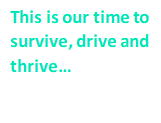 This is our time to
survive, drive and
thrive...